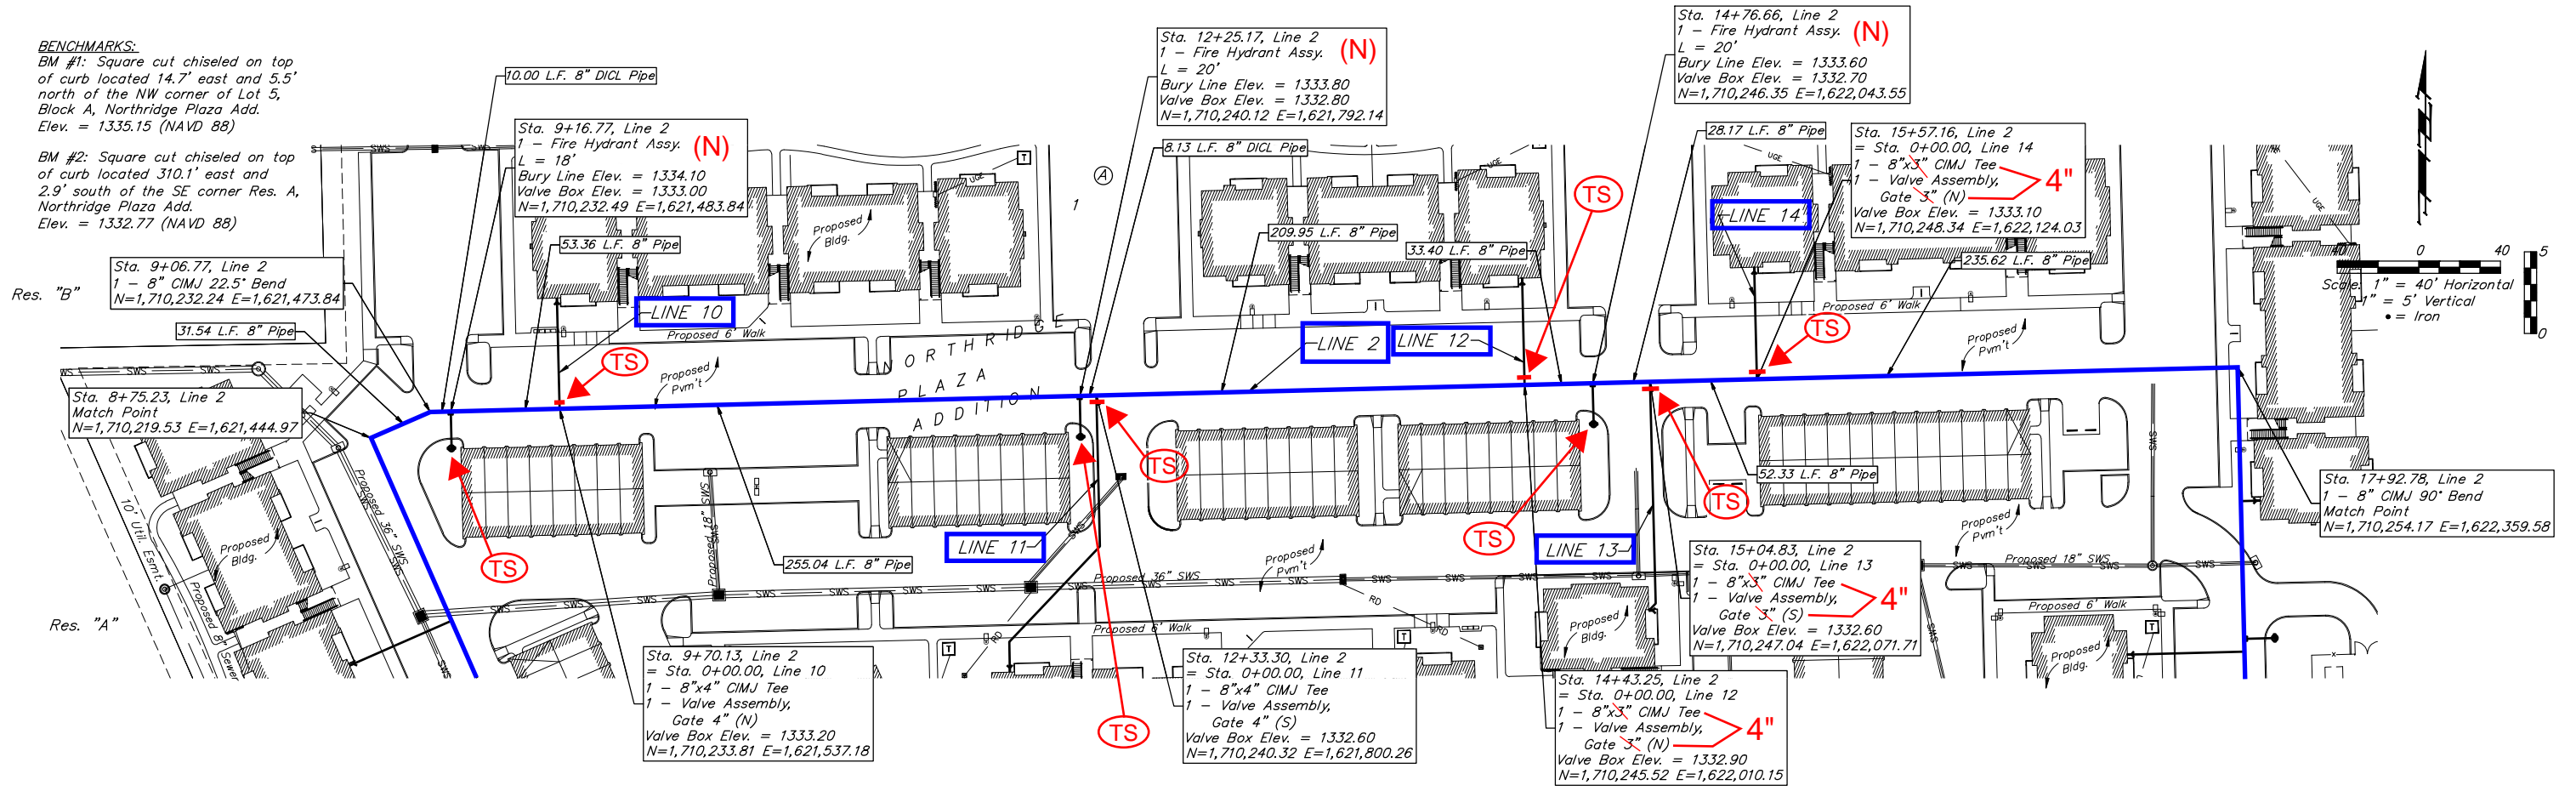 BENCHMARKS:
BM #1: Square cut chiseled on top
of curb located 14.7' east and 5.5'
north of the NW corner of Lot 5,
Block A, Northridge Plaza Add.
Elev. = 1335.15 (NAVD 88)
BM #2: Square cut chiseled on top
of curb located 310.1' east and
2.9' south of the SE corner Res. A,
Northridge Plaza Add.
Elev. = 1332.77 (NAVD 88)
10.00 L.F. 8" DICL Pipe
Sta. 9+16.77, Line 2
1 - Fire Hydrant Assy.
(N)
L = 18'
Bury Line Elev. = 1334.10
Valve Box Elev. = 1333.00
N=1,710,232.49 E=1,621,483.84
Sta. 12+25.17, Line 2
1 - Fire Hydrant Assy.
(N)
L = 20'
Bury Line Elev. = 1333.80
Valve Box Elev. = 1332.80
N=1,710,240.12 E=1,621,792.14
8.13 L.F. 8" DICL Pipe
Sta. 14+76.66, Line 2
1 - Fire Hydrant Assy.
(N)
L = 20'
Bury Line Elev. = 1333.60
Valve Box Elev. = 1332.70
N=1,710,246.35 E=1,622,043.55
28.17 L.F. 8" Pipe
Sta. 15+57.16, Line 2
= Sta. 0+00.00, Line 14
1 - 8"x3" CIMJ Tee
1 - Valve Assembly,
Gate 3" (N)
4"
Valve Box Elev. = 1333.10
N=1,710,248.34 E=1,622,124.03
A
1
T
UGE
UGE
UGE
T
Proposed
Bldg.
53.36 L.F. 8" Pipe
209.95 L.F. 8" Pipe
33.40 L.F. 8" Pipe
235.62 L.F. 8" Pipe
TS
LINE 14
Sta. 9+06.77, Line 2
1 - 8" CIMJ 22.5° Bend
N=1,710,232.24 E=1,621,473.84
Res. "B"
31.54 L.F. 8" Pipe
LINE 10
Proposed 6' Walk
NORTHRIDGE
PLAZA
ADDITION
LINE 2
LINE 12
TS
Proposed 6' Walk
TS
Proposed
Pvm't
Proposed
Pvm't
40
0
40
Scale: 1" = 40' Horizontal
1" = 5' Vertical
• = Iron
5
0
SWS
SWS
SWS
Sta. 8+75.23, Line 2
Match Point
N=1,710,219.53 E=1,621,444.97
TS
TS
TS
TS
TS
TS
52.33 L.F. 8" Pipe
Sta. 17+92.78, Line 2
1 - 8" CIMJ 90° Bend
Match Point
N=1,710,254.17 E=1,622,359.58
10' Util. Esmt.
Proposed
Bldg.
Proposed 36" SWS
Proposed 18" SWS
LINE 11
255.04 L.F. 8" Pipe
Proposed 36" SWS
SWS
SWS
SWS
SWS
Proposed
Pvm't
LINE 13
Proposed
Pvm't
Proposed 18" SWS
SWS
SWS
Sta. 15+04.83, Line 2
= Sta. 0+00.00, Line 13
1 - 8"x3" CIMJ Tee
1 - Valve Assembly,
Gate 3" (S)
4"
Valve Box Elev. = 1332.60
N=1,710,247.04 E=1,622,071.71
Res. "A"
Proposed 8"
Sewer
RD
RD
RD
Proposed 6' Walk
Proposed 6' Walk
T
T
T
Proposed
Bldg.
Proposed
Bldg.
Sta. 9+70.13, Line 2
= Sta. 0+00.00, Line 10
1 - 8"x4" CIMJ Tee
1 - Valve Assembly,
Gate 4" (N)
Valve Box Elev. = 1333.20
N=1,710,233.81 E=1,621,537.18
Sta. 12+33.30, Line 2
= Sta. 0+00.00, Line 11
1 - 8"x4" CIMJ Tee
1 - Valve Assembly,
Gate 4" (S)
Valve Box Elev. = 1332.60
N=1,710,240.32 E=1,621,800.26
Sta. 14+43.25, Line 2
= Sta. 0+00.00, Line 12
1 - 8"x3" CIMJ Tee
1 - Valve Assembly,
Gate 3" (N)
4"
Valve Box Elev. = 1332.90
N=1,710,245.52 E=1,622,010.15